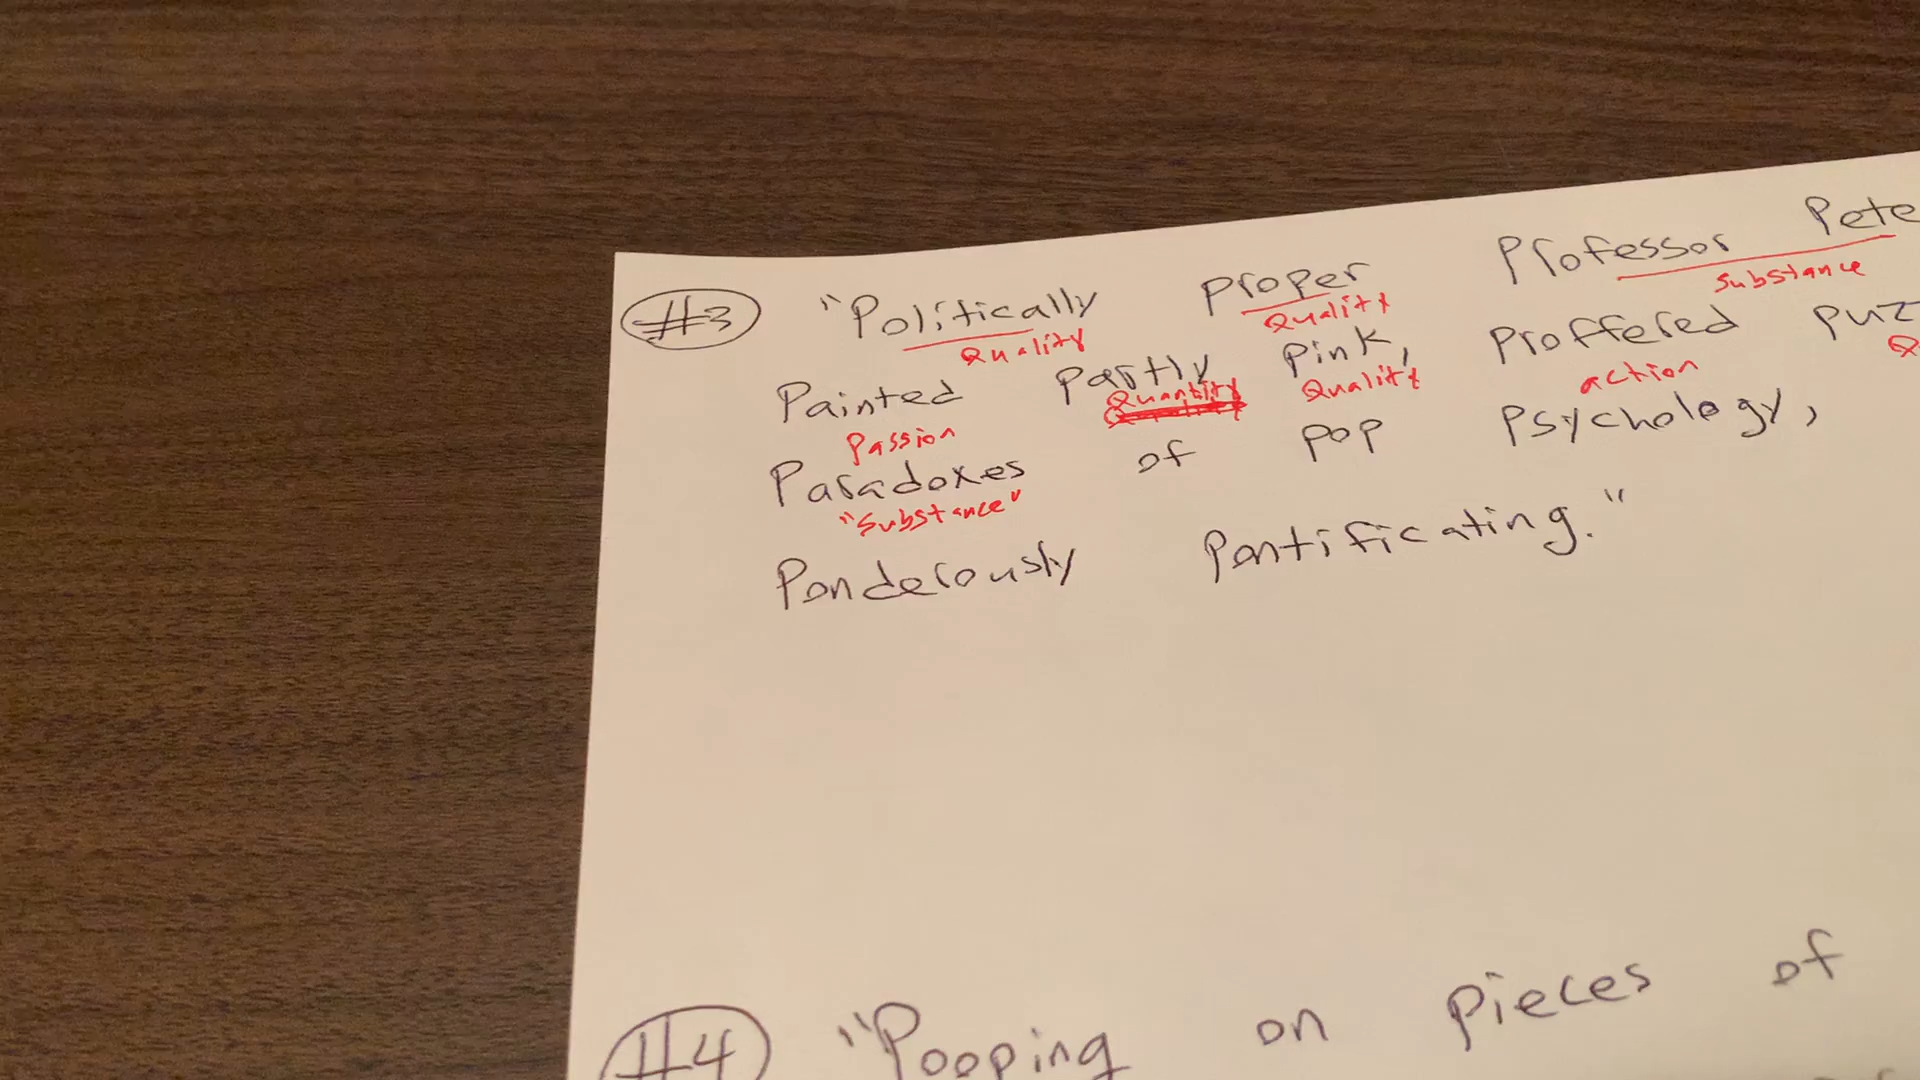 #3 "Politically Proper Professor Pete
Quality Quality Substance
Painted Partly Pink, Proffered
Passion Quantity Quality action
Paradoxes of Pop Psychology,
"Substance"
Ponderously Pontificating."
#4 "Pooping on pieces of